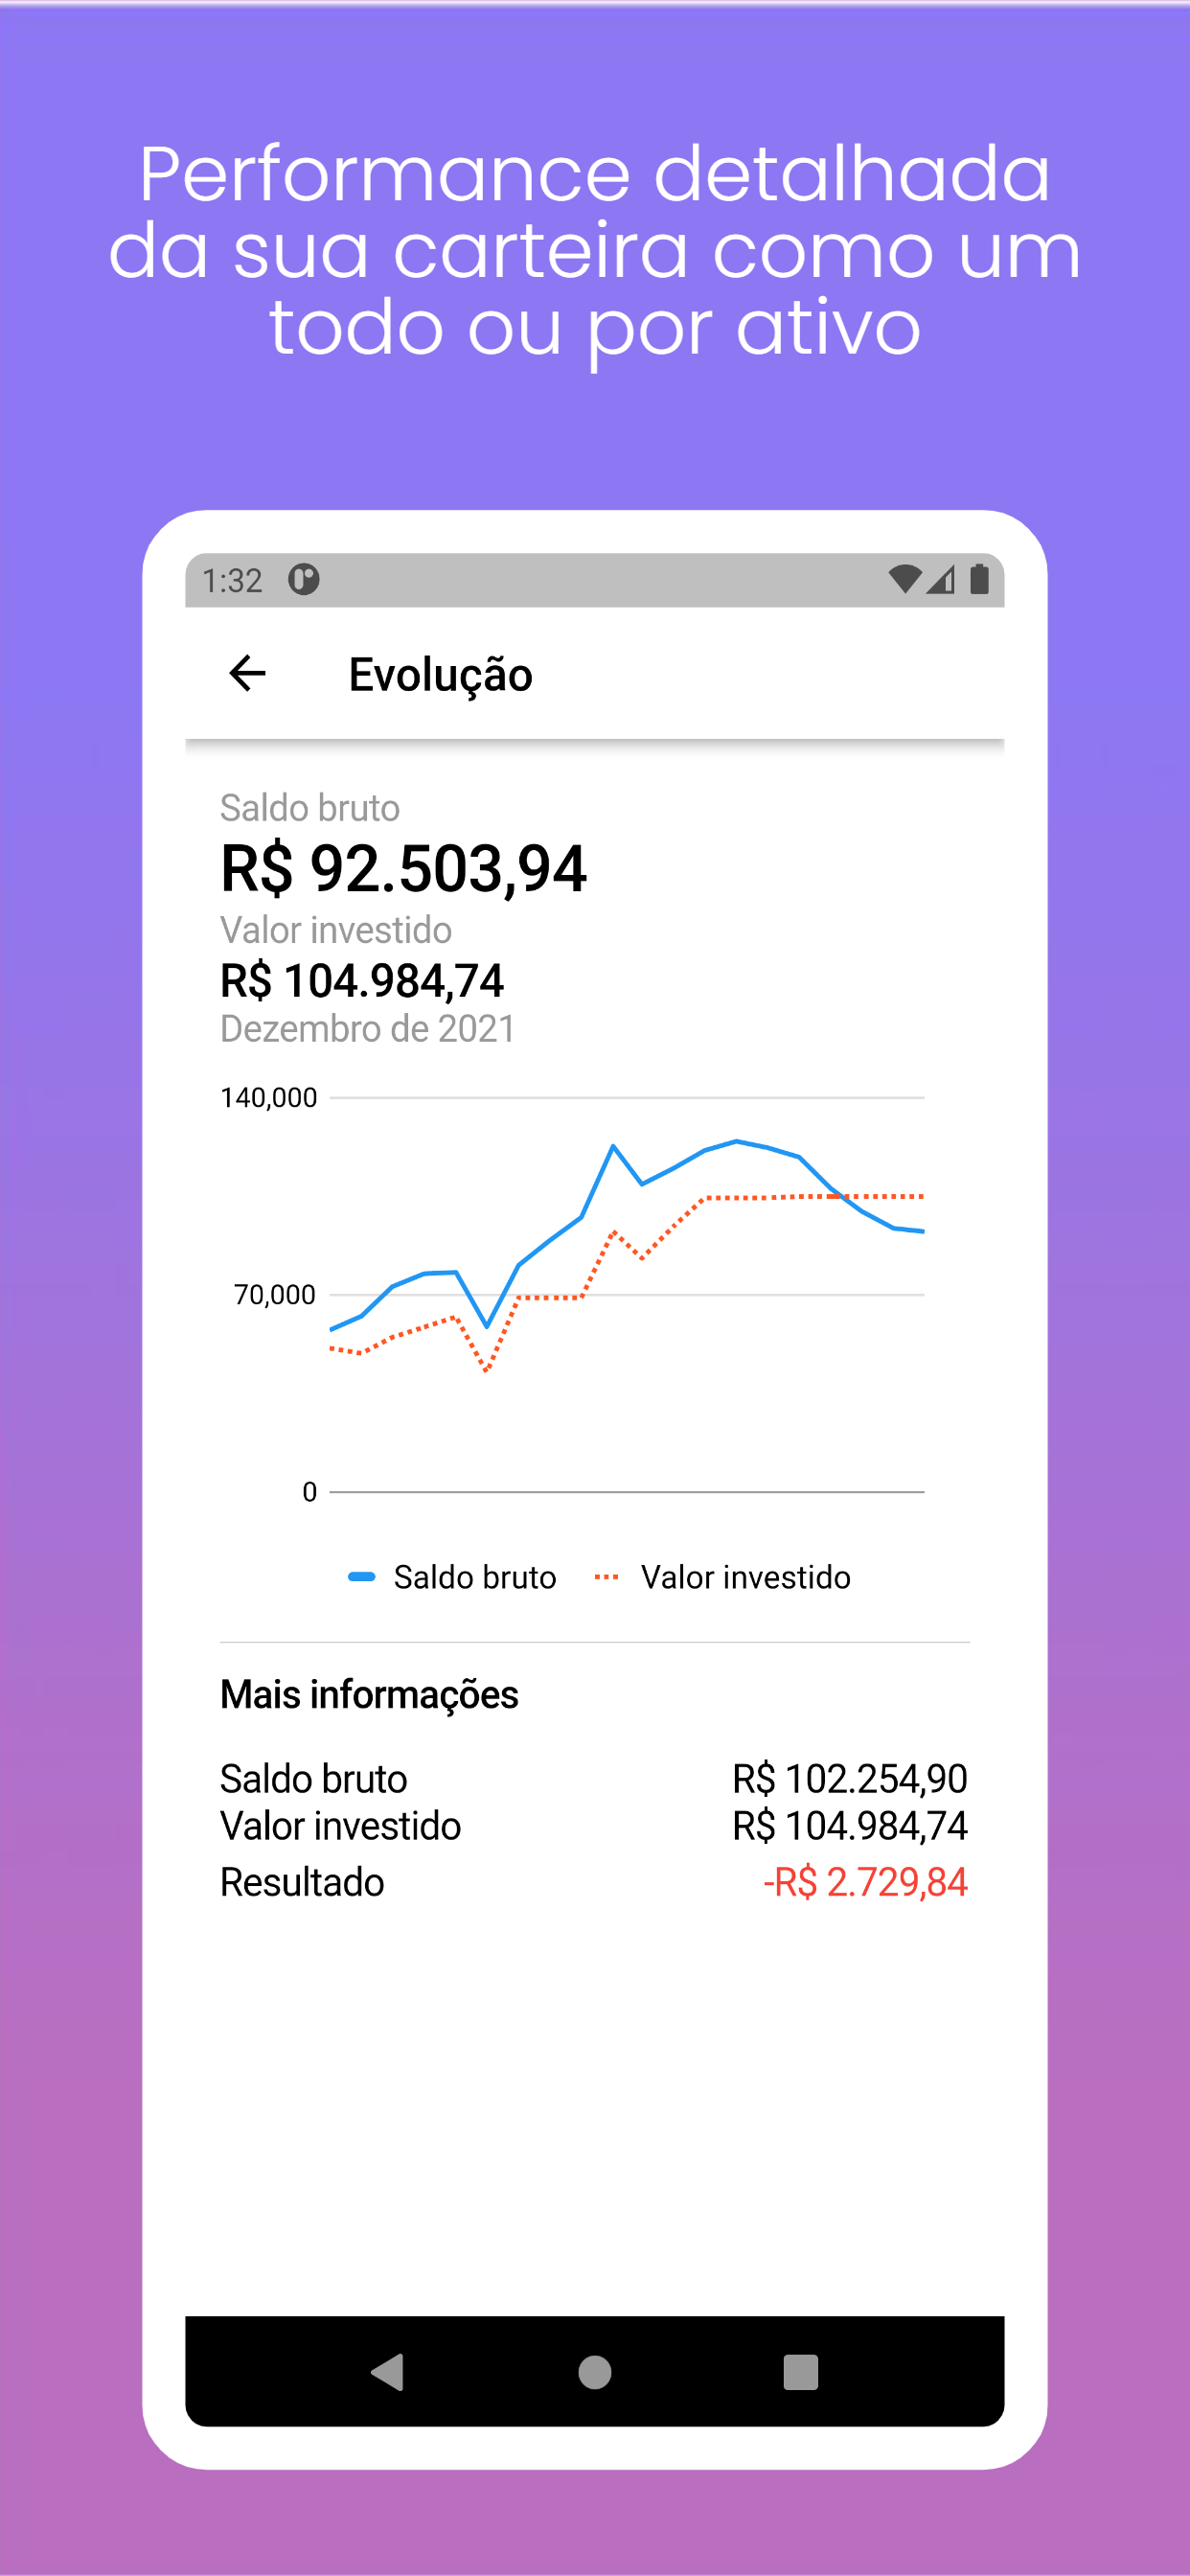 Performance detalhada
da sua carteira como um
todo ou por ativo
1:32
Evolução
Saldo bruto
R$ 92.503,94
Valor investido
R$ 104.984,74
Dezembro de 2021
140,000
70,000
0
Saldo bruto Valor investido
Mais informações
Saldo bruto R$ 102.254,90
Valor investido R$ 104.984,74
Resultado -R$ 2.729,84